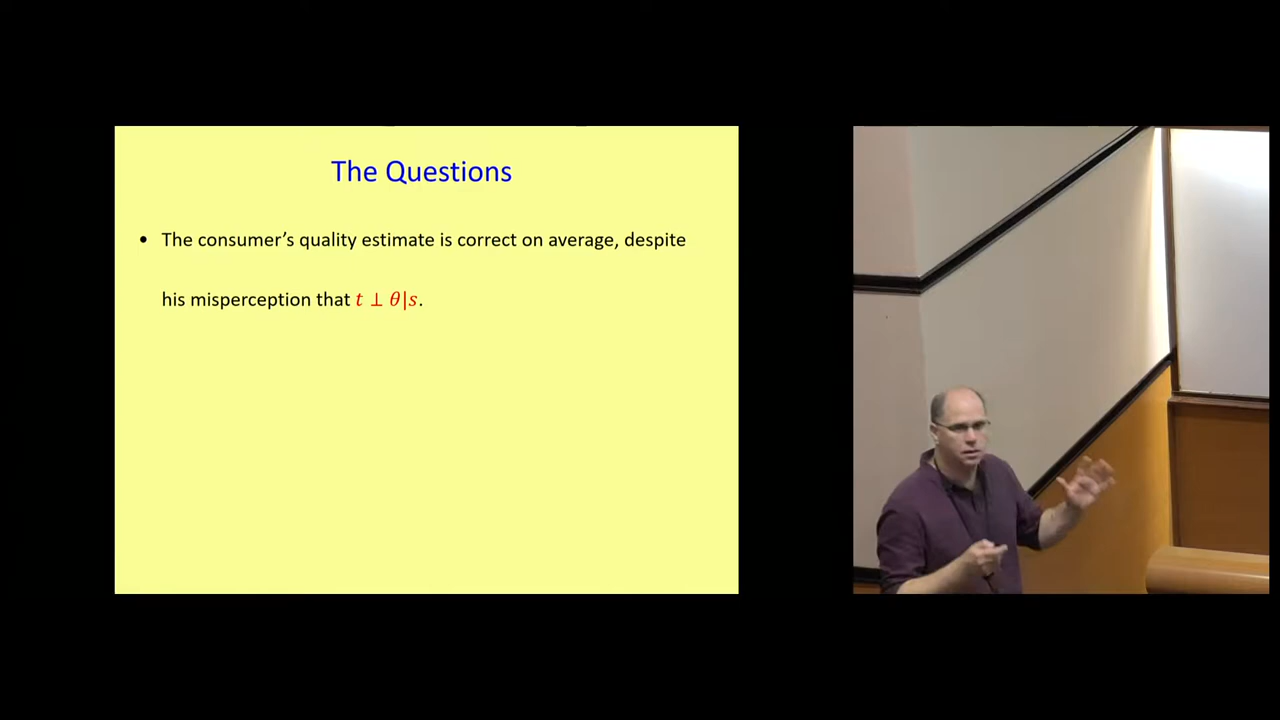 The Questions
• The consumer’s quality estimate is correct on average, despite
his misperception that t ⊥ θ|s.